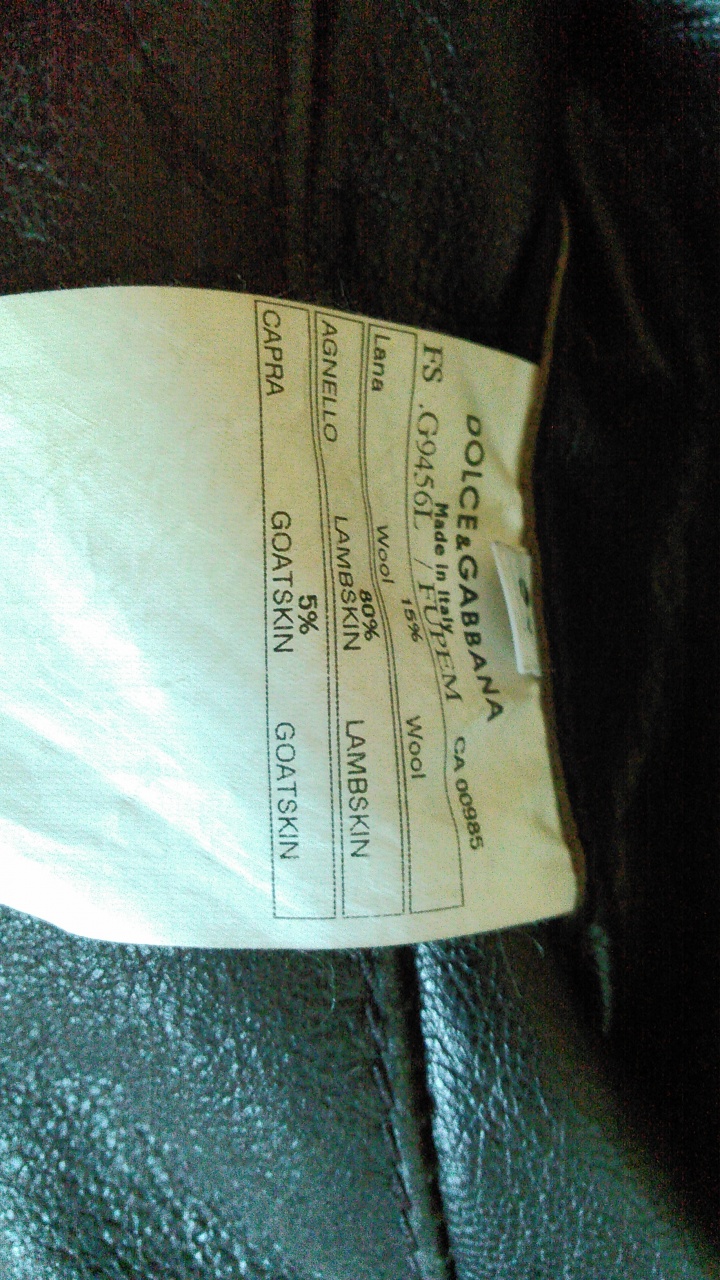 DOLCE&GABBANA
Made in Italy CA 00985
FS .G9456L / FUPEM
15%
Lana Wool Wool
80%
AGNELLO LAMBSKIN LAMBSKIN
5%
CAPRA GOATSKIN GOATSKIN